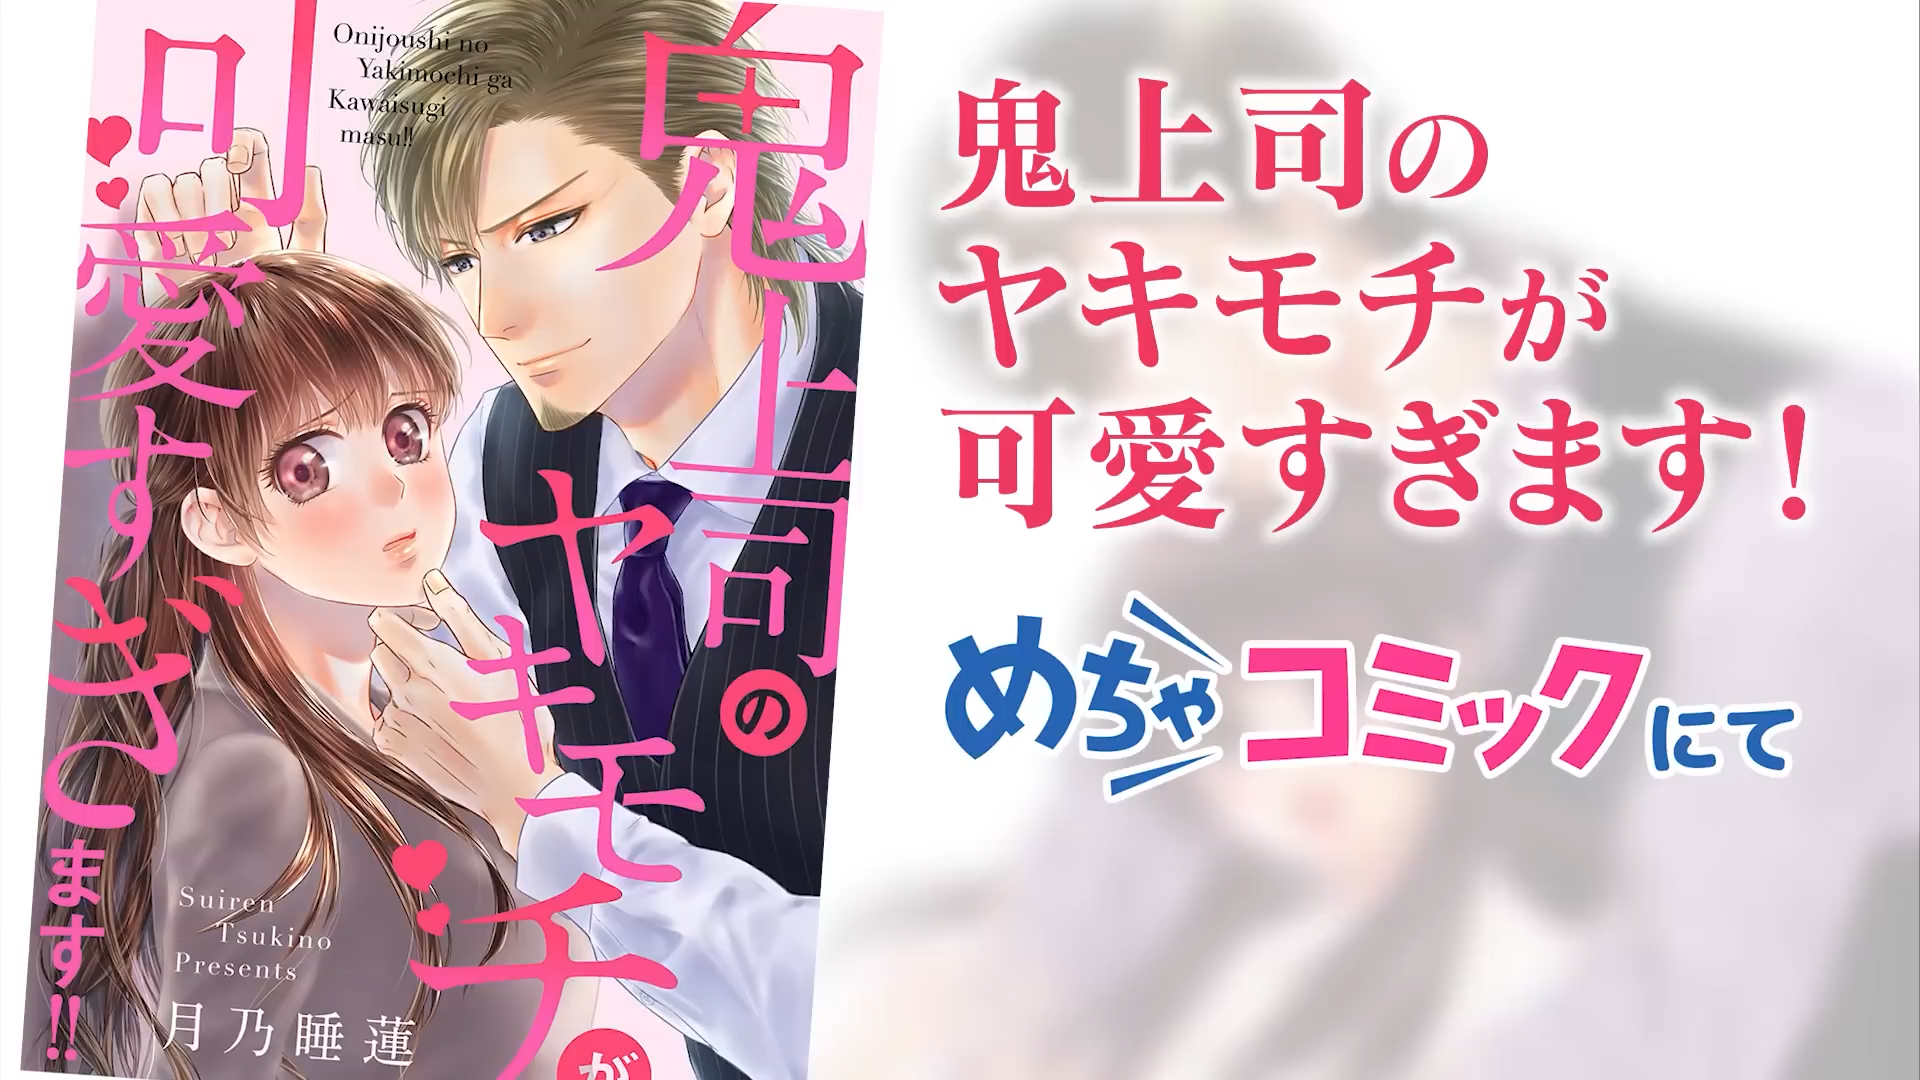 Onijoushi no
Yakimochi ga
Kawaisugi
masu!!
鬼上司の
ヤキモチが
可愛すぎます!!
Suiren
Tsukino
Presents
月乃睡蓮
鬼上司の
ヤキモチが
可愛すぎます!
めちゃコミックにて